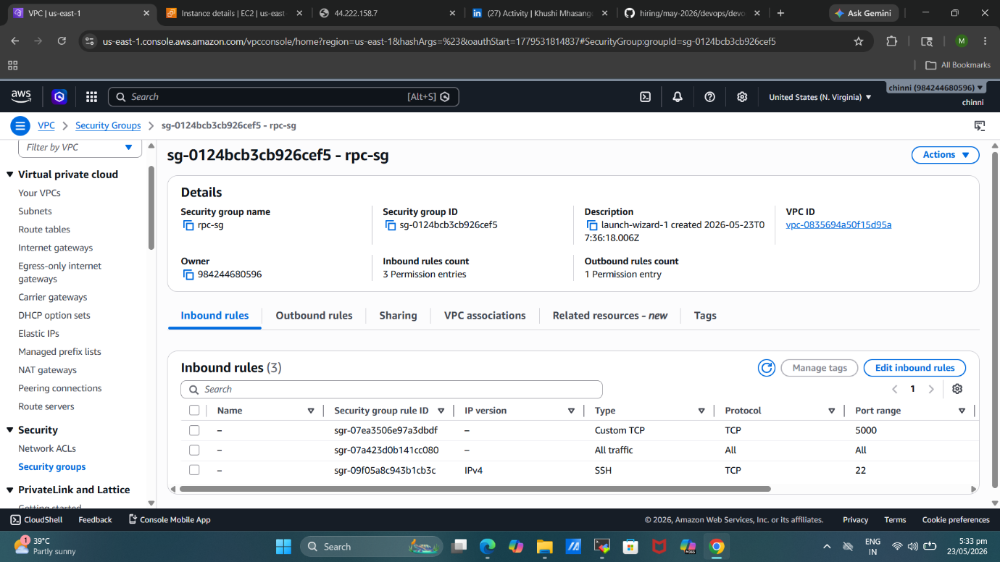 VPC | us-east-1
Instance details | EC2 | us-east-
44.222.158.7
(27) Activity | Khushi Mhasang
hiring/may-2026/devops/devo
Ask Gemini
us-east-1.console.aws.amazon.com/vpcconsole/home?region=us-east-1&hashArgs=%23&oauthStart=1779531814837#SecurityGroup:groupId=sg-0124bcb3cb926cef5
M
All Bookmarks
aws
Search
[Alt+S]
United States (N. Virginia)
chinni (984244680596)
chinni
VPC
Security Groups
sg-0124bcb3cb926cef5 - rpc-sg
Filter by VPC
Virtual private cloud
Your VPCs
Subnets
Route tables
Internet gateways
Egress-only internet
gateways
Carrier gateways
DHCP option sets
Elastic IPs
Managed prefix lists
NAT gateways
Peering connections
Route servers
Security
Network ACLs
Security groups
PrivateLink and Lattice
Getting started
sg-0124bcb3cb926cef5 - rpc-sg
Actions
Details
Security group name
rpc-sg
Security group ID
sg-0124bcb3cb926cef5
Description
launch-wizard-1 created 2026-05-23T0
7:36:18.006Z
VPC ID
vpc-0835694a50f15d95a
Owner
984244680596
Inbound rules count
3 Permission entries
Outbound rules count
1 Permission entry
Inbound rules
Outbound rules
Sharing
VPC associations
Related resources - new
Tags
Inbound rules (3)
Manage tags
Edit inbound rules
Search
1
Name Security group rule ID IP version Type Protocol Port range
– sgr-07ea3506e97a3dbdf – Custom TCP TCP 5000
– sgr-07a423d0b141cc080 – All traffic All All
– sgr-09f05a8c943b1cb3c IPv4 SSH TCP 22
CloudShell
Feedback
Console Mobile App
© 2026, Amazon Web Services, Inc. or its affiliates.
Privacy
Terms
Cookie preferences
1
39°C
Partly sunny
Search
M365
ENG
IN
5:33 pm
23/05/2026